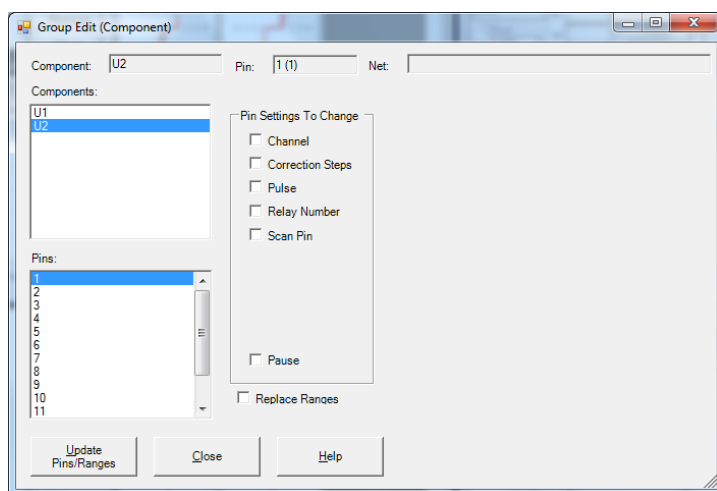 Group Edit (Component)
Component: U2 Pin: 1 (1) Net:
Components:
U1
U2
Pin Settings To Change
Channel
Correction Steps
Pulse
Relay Number
Scan Pin
Pins:
1
2
3
4
5
6
7
8
9
10
11
Pause
Replace Ranges
Update
Pins/Ranges
Close
Help